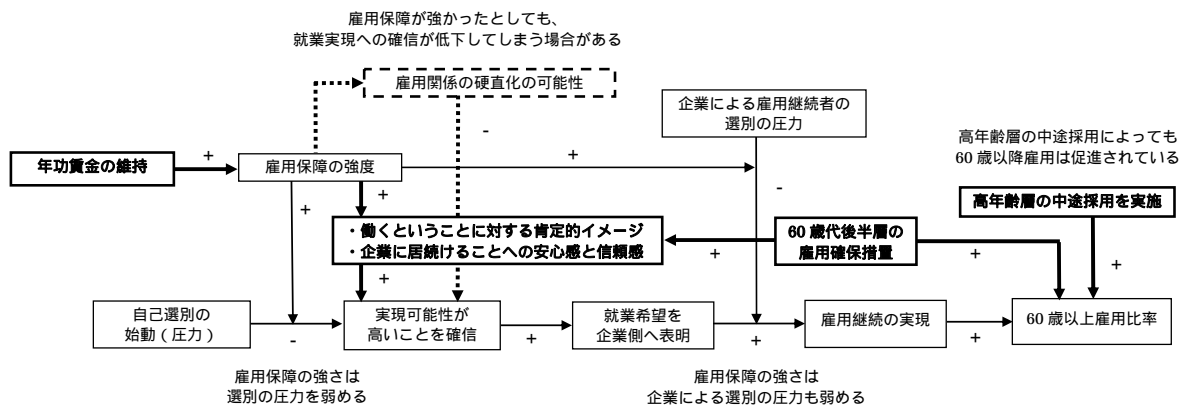 雇用保障が強かったとしても、
就業実現への確信が低下してしまう場合がある
雇用関係の硬直化の可能性
企業による雇用継続者の
選別の圧力
高年齢層の中途採用によっても
60 歳以降雇用は促進されている
-
+
+
年功賃金の維持
雇用保障の強度
+
-
+
高年齢層の中途採用を実施
・働くということに対する肯定的イメージ
・企業に居続けることへの安心感と信頼感
60 歳代後半層の
雇用確保措置
+
+
+
+
自己選別の
始動（圧力）
実現可能性が
高いことを確信
就業希望を
企業側へ表明
雇用継続の実現
60 歳以上雇用比率
-
+
+
+
雇用保障の強さは
選別の圧力を弱める
雇用保障の強さは
企業による選別の圧力も弱める